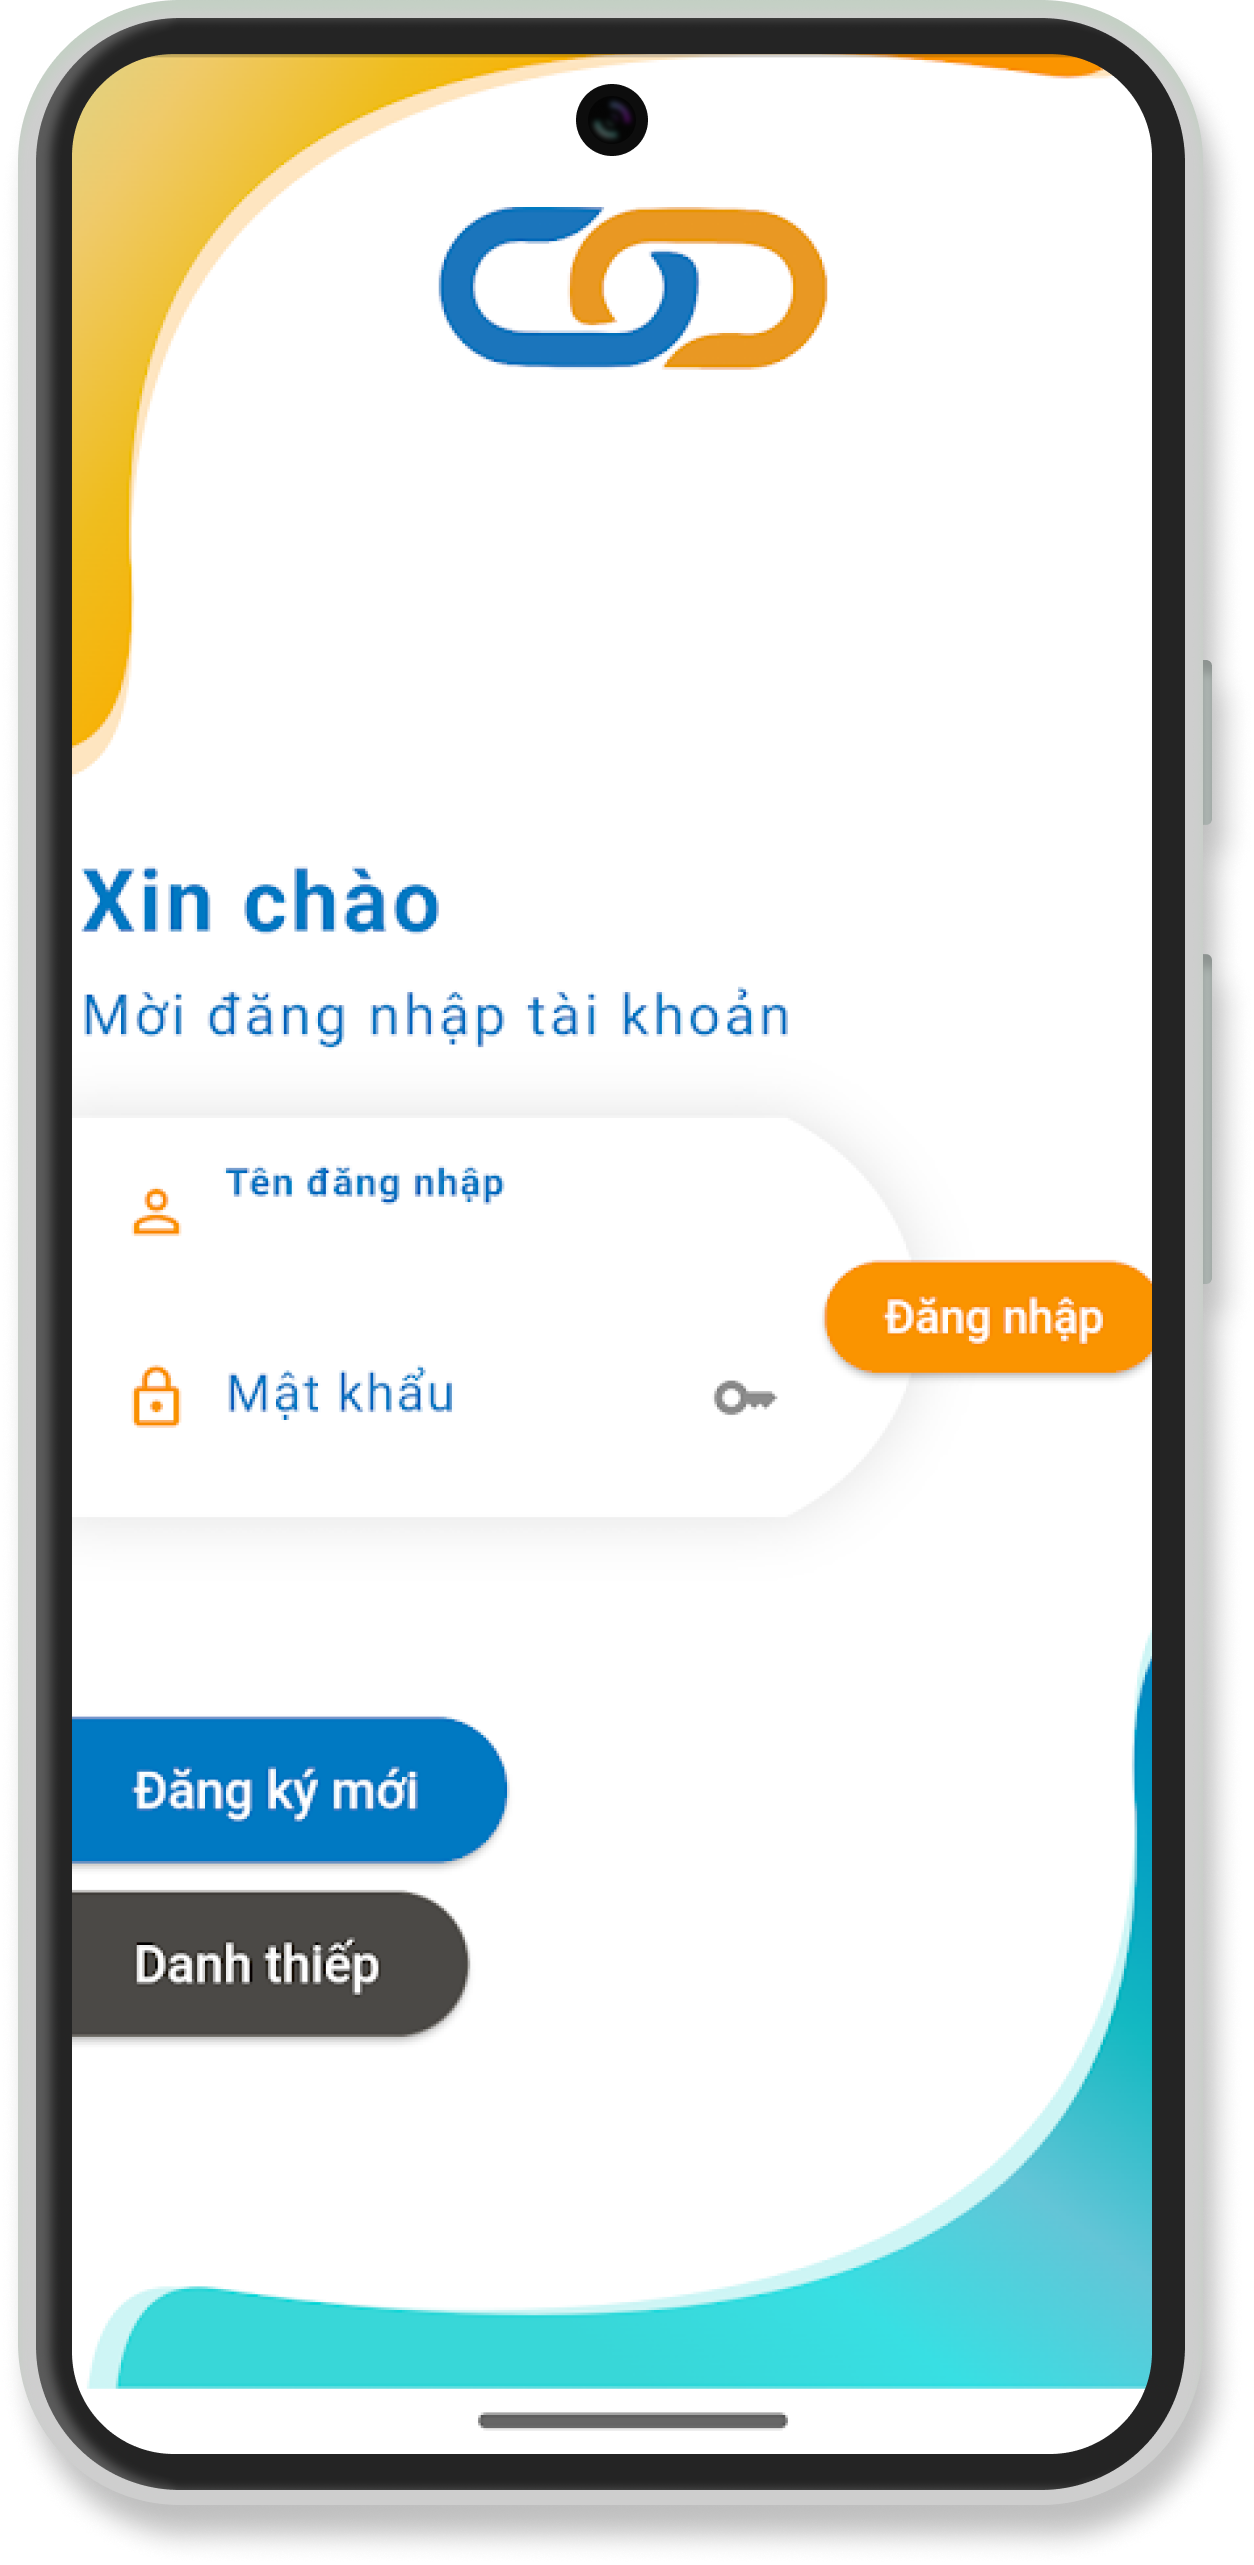 Xin chào
Mời đăng nhập tài khoản
Tên đăng nhập
Đăng nhập
Mật khẩu
Đăng ký mới
Danh thiếp